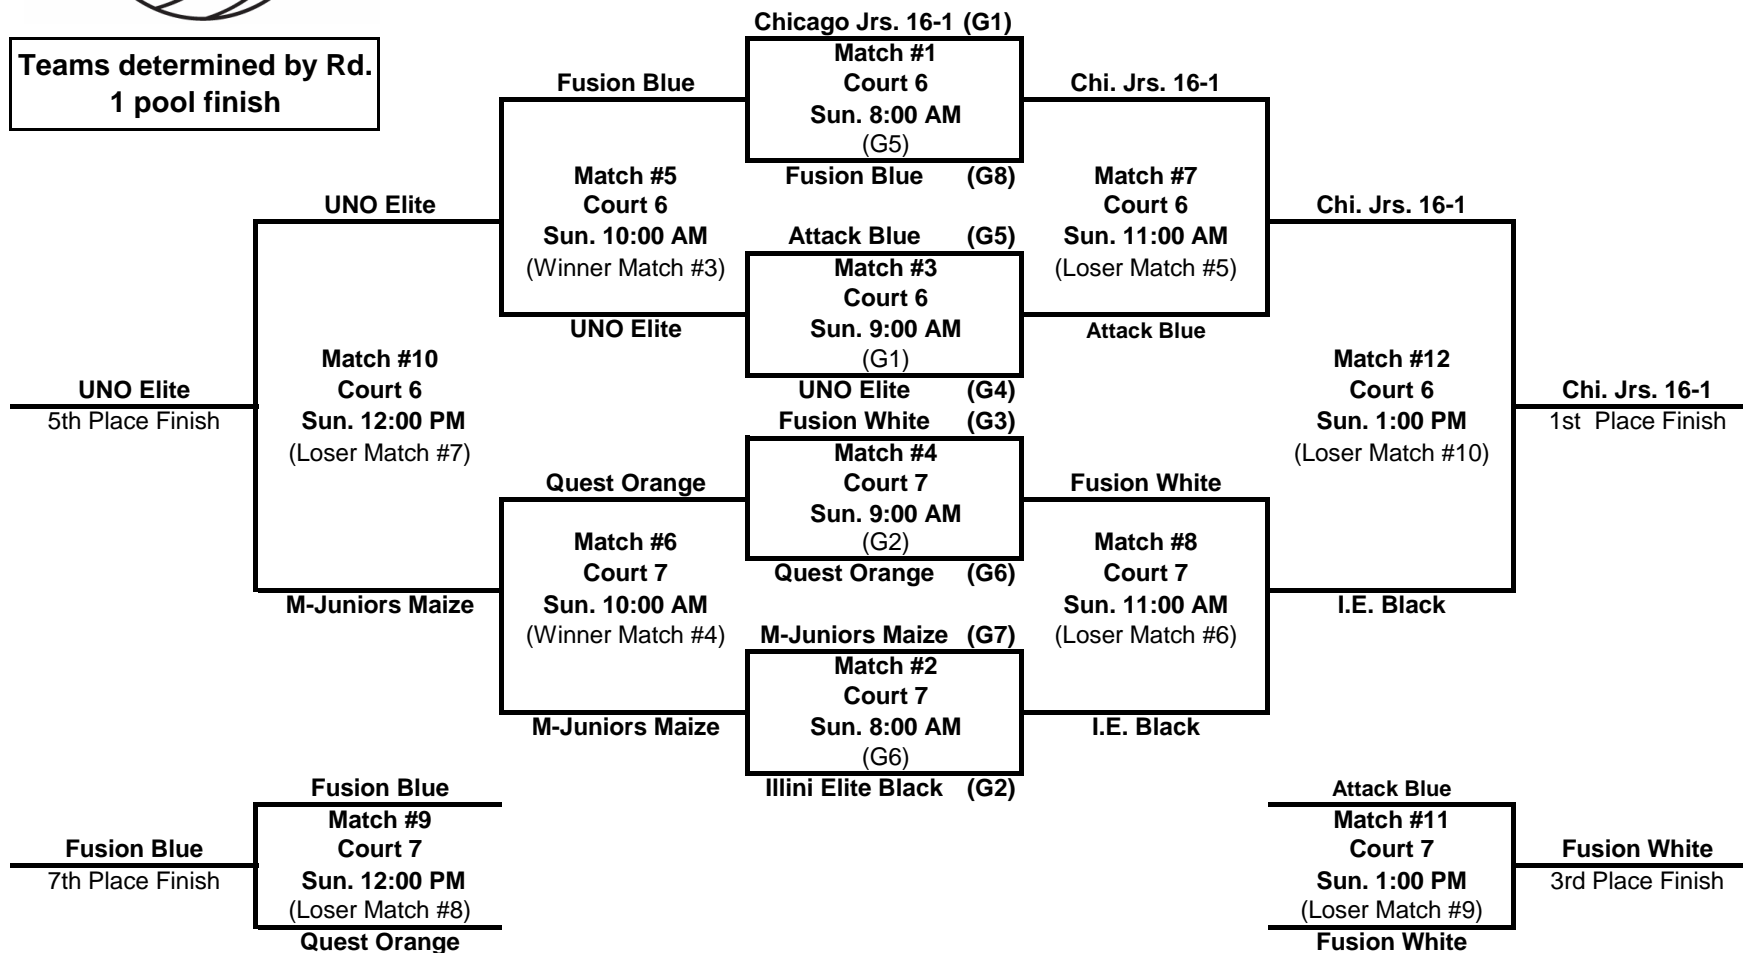 Chicago Jrs. 16-1 (G1)
Teams determined by Rd.
1 pool finish
Match #1
Court 6
Sun. 8:00 AM
(G5)
Fusion Blue (G8)
Fusion Blue
Chi. Jrs. 16-1
Match #5
Court 6
Sun. 10:00 AM
(Winner Match #3)
Match #7
Court 6
Sun. 11:00 AM
(Loser Match #5)
UNO Elite
Chi. Jrs. 16-1
Attack Blue (G5)
Match #3
Court 6
Sun. 9:00 AM
(G1)
UNO Elite (G4)
UNO Elite
Attack Blue
Match #10
Court 6
Sun. 12:00 PM
(Loser Match #7)
Match #12
Court 6
Sun. 1:00 PM
(Loser Match #10)
UNO Elite
5th Place Finish
Chi. Jrs. 16-1
1st Place Finish
Fusion White (G3)
Match #4
Court 7
Sun. 9:00 AM
(G2)
Quest Orange (G6)
Quest Orange
Fusion White
Match #6
Court 7
Sun. 10:00 AM
(Winner Match #4)
Match #8
Court 7
Sun. 11:00 AM
(Loser Match #6)
M-Juniors Maize
I.E. Black
M-Juniors Maize (G7)
Match #2
Court 7
Sun. 8:00 AM
(G6)
Illini Elite Black (G2)
M-Juniors Maize
I.E. Black
Fusion Blue
Match #9
Court 7
Sun. 12:00 PM
(Loser Match #8)
Quest Orange
Fusion Blue
7th Place Finish
Attack Blue
Match #11
Court 7
Sun. 1:00 PM
(Loser Match #9)
Fusion White
Fusion White
3rd Place Finish